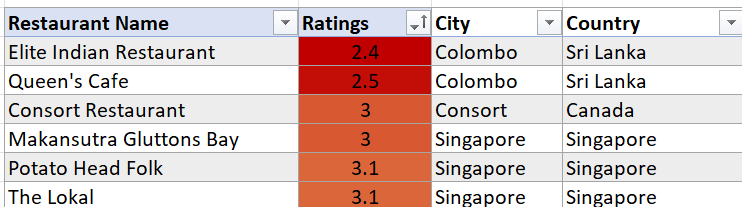 Restaurant Name Ratings City Country
Elite Indian Restaurant 2.4 Colombo Sri Lanka
Queen's Cafe 2.5 Colombo Sri Lanka
Consort Restaurant 3 Consort Canada
Makansutra Gluttons Bay 3 Singapore Singapore
Potato Head Folk 3.1 Singapore Singapore
The Lokal 3.1 Singapore Singapore